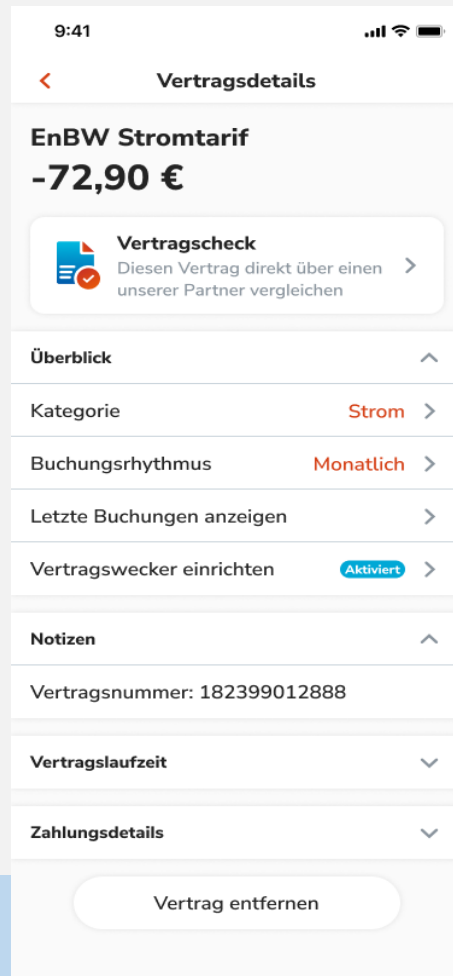 9:41
Vertragsdetails
EnBW Stromtarif
-72,90 €
Vertragscheck
Diesen Vertrag direkt über einen
unserer Partner vergleichen
Überblick
Kategorie Strom
Buchungsrhythmus Monatlich
Letzte Buchungen anzeigen
Vertragswecker einrichten Aktiviert
Notizen
Vertragsnummer: 182399012888
Vertragslaufzeit
Zahlungsdetails
Vertrag entfernen